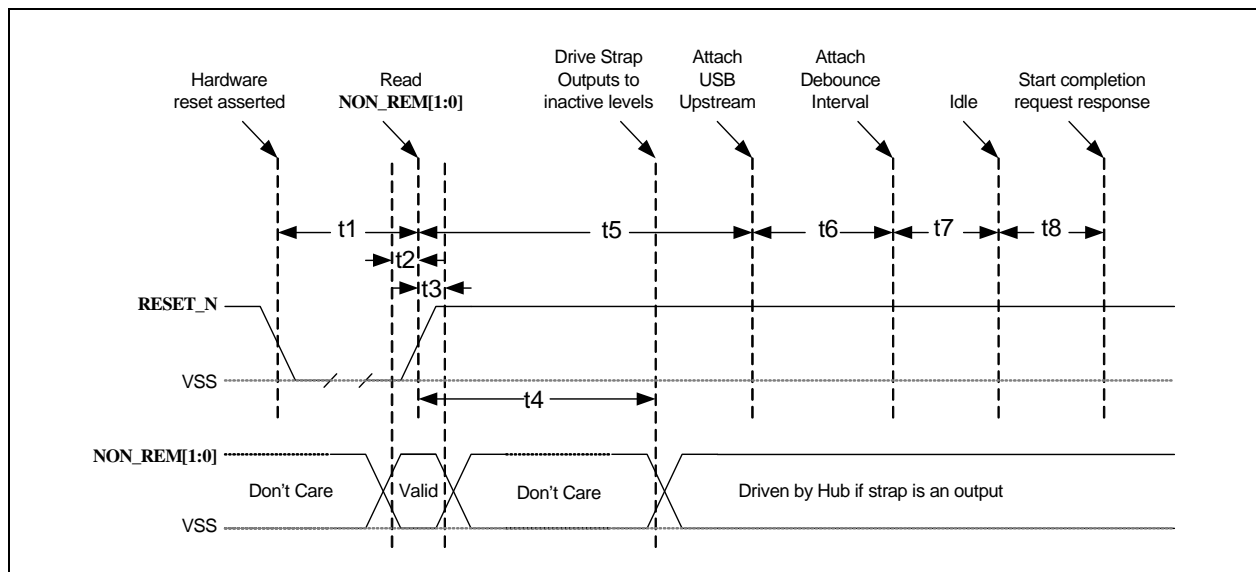 Hardware
reset asserted
Read
NON_REM[1:0]
Drive Strap
Outputs to
inactive levels
Attach
USB
Upstream
Attach
Debounce
Interval
Idle
Start completion
request response
t1
t5
t6
t7
t8
t2
t3
RESET_N
VSS
t4
NON_REM[1:0]
Don't Care
Valid
Don't Care
Driven by Hub if strap is an output
VSS